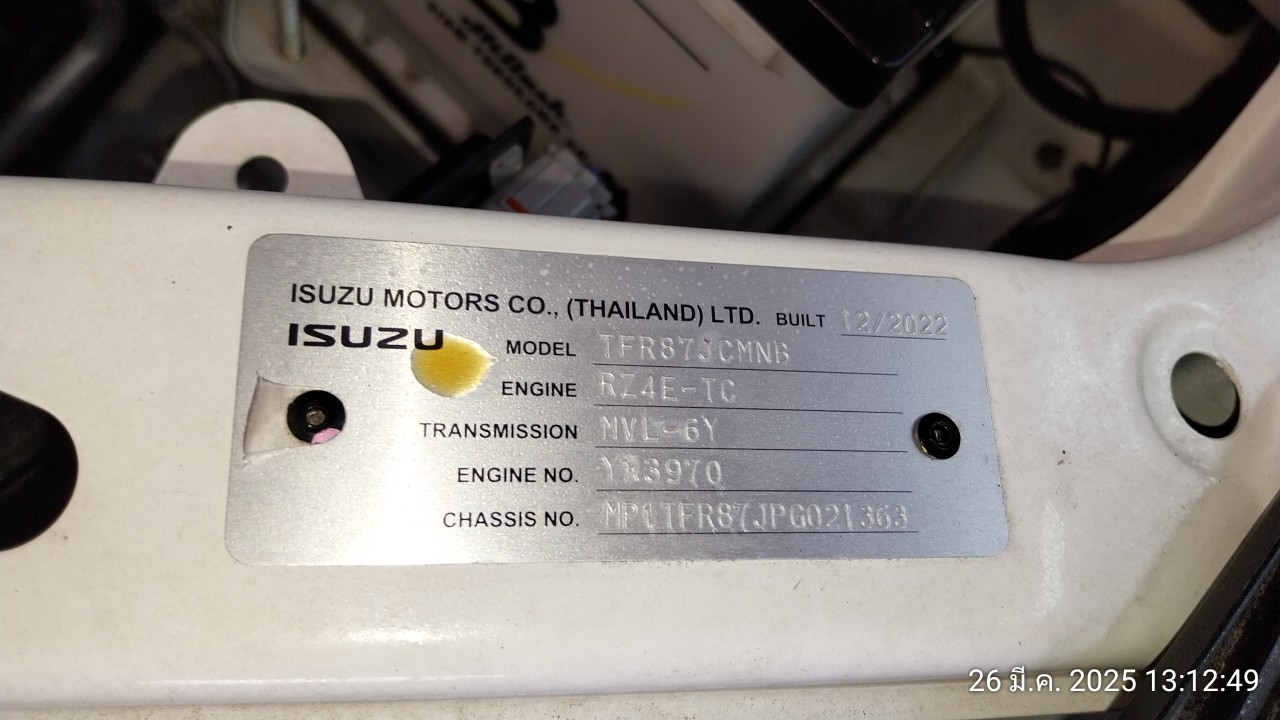 ISUZU MOTORS CO., (THAILAND) LTD. BUILT 12/2022
ISUZU
MODEL TFR87JCMNB
ENGINE RZ4E-TC
TRANSMISSION MVL-6Y
ENGINE NO.
CHASSIS NO. MP1TFR87JPG021363
26 มี.ค. 2025 13:12:49